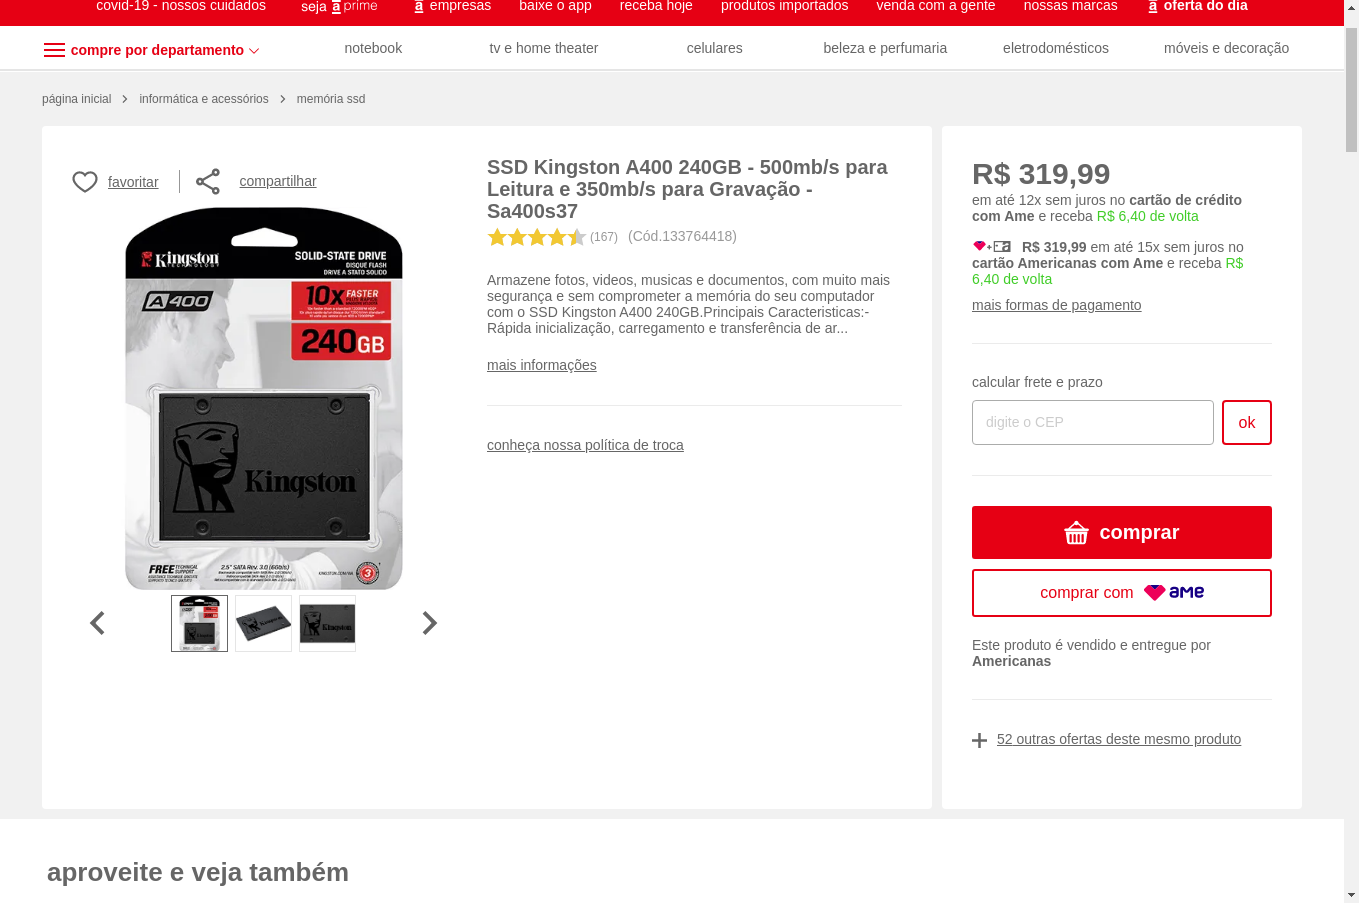 covid-19 - nossos cuidados
seja a prime
a empresas
baixe o app
receba hoje
produtos importados
venda com a gente
nossas marcas
a oferta do dia
compre por departamento
notebook
tv e home theater
celulares
beleza e perfumaria
eletrodomésticos
móveis e decoração
página inicial
informática e acessórios
memória ssd
favoritar
compartilhar
Kingston
TECHNOLOGY
SOLID-STATE DRIVE
DISQUE FLASH
DRIVE A STATO SOLIDO
A400
10x FASTER
240GB
Kingston
FREE TECHNICAL SUPPORT
2.5" SATA Rev. 3.0 (6Gb/s)
3
SSD Kingston A400 240GB - 500mb/s para
Leitura e 350mb/s para Gravação -
Sa400s37
(167)
(Cód.133764418)
Armazene fotos, videos, musicas e documentos, com muito mais
segurança e sem comprometer a memória do seu computador
com o SSD Kingston A400 240GB.Principais Caracteristicas:-
Rápida inicialização, carregamento e transferência de ar...
mais informações
conheça nossa política de troca
R$ 319,99
em até 12x sem juros no cartão de crédito
com Ame e receba R$ 6,40 de volta
+ R$ 319,99 em até 15x sem juros no
cartão Americanas com Ame e receba R$
6,40 de volta
mais formas de pagamento
calcular frete e prazo
digite o CEP
ok
comprar
comprar com ame
Este produto é vendido e entregue por
Americanas
52 outras ofertas deste mesmo produto
aproveite e veja também